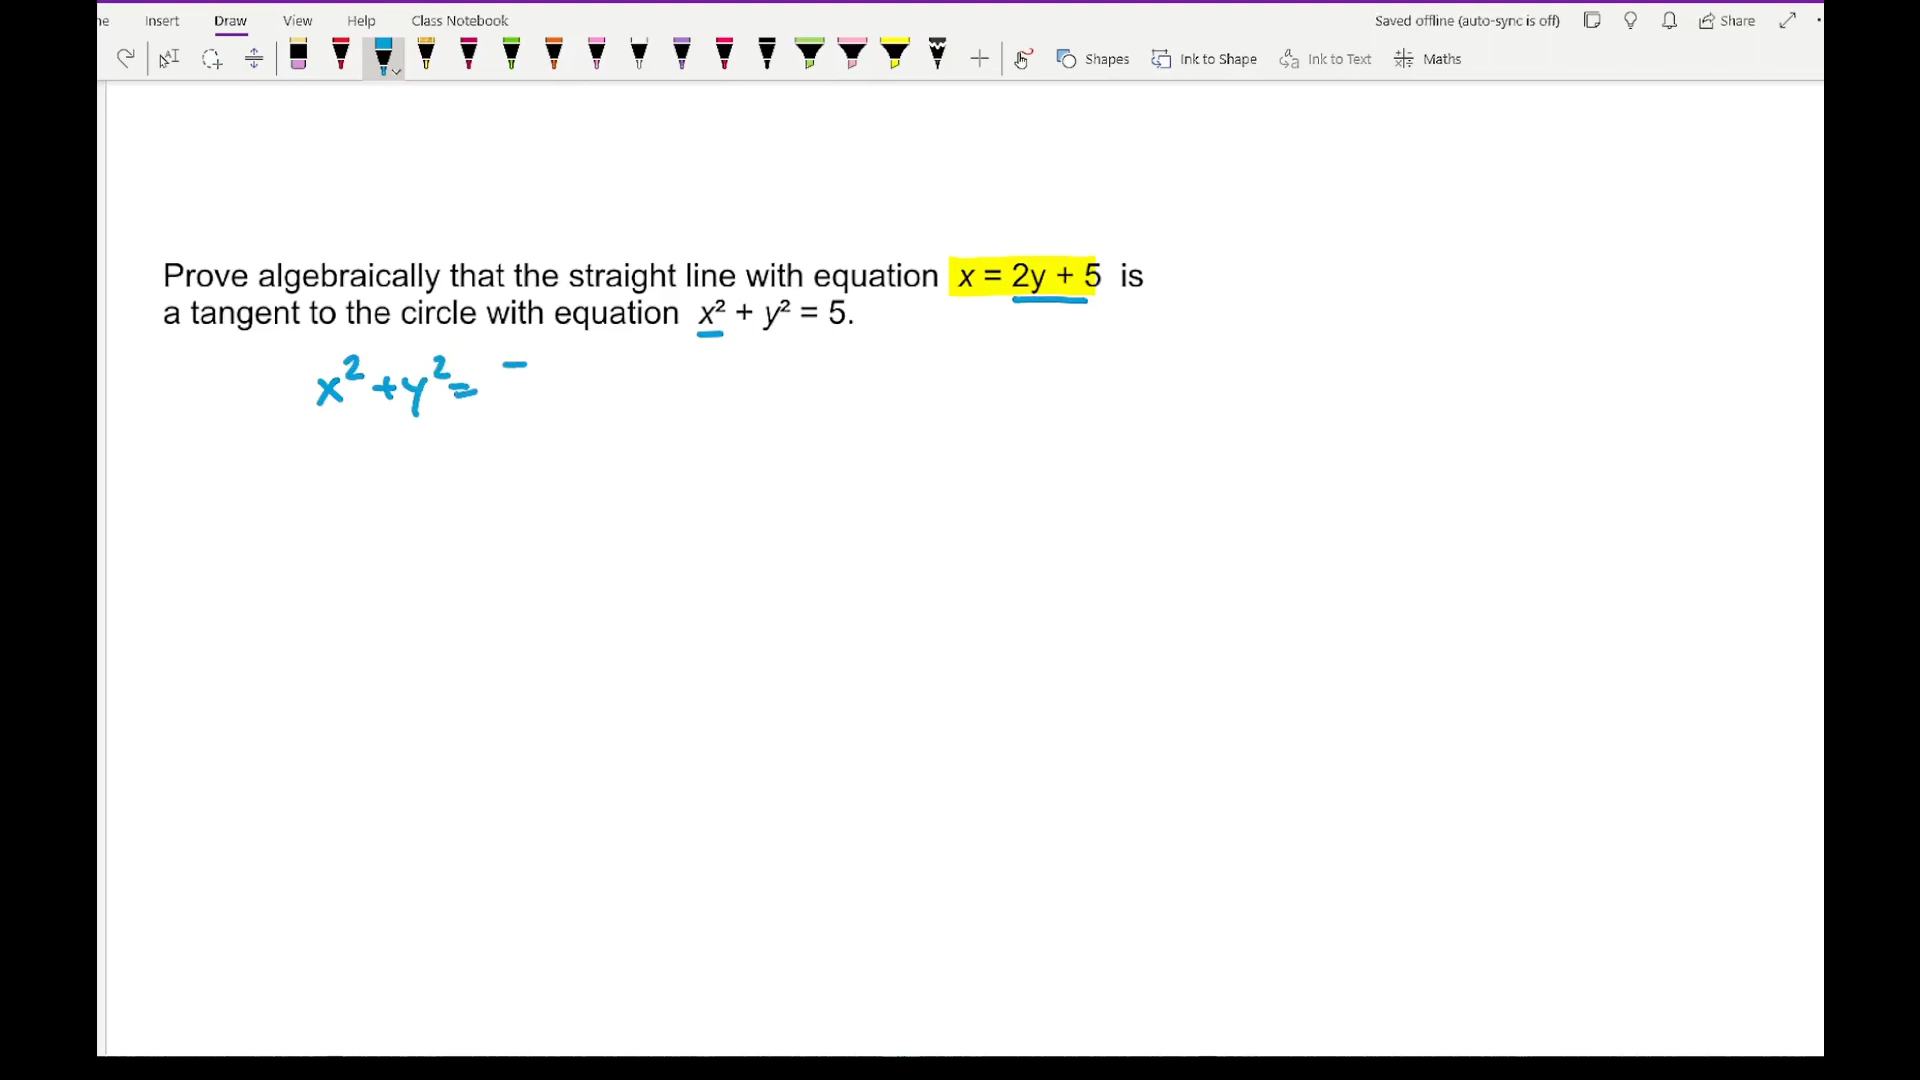 ne Insert Draw View Help Class Notebook Saved offline (auto-sync is off) Share
Shapes Ink to Shape Ink to Text Maths
Prove algebraically that the straight line with equation x = 2y + 5 is
a tangent to the circle with equation x² + y² = 5.
x² + y² =